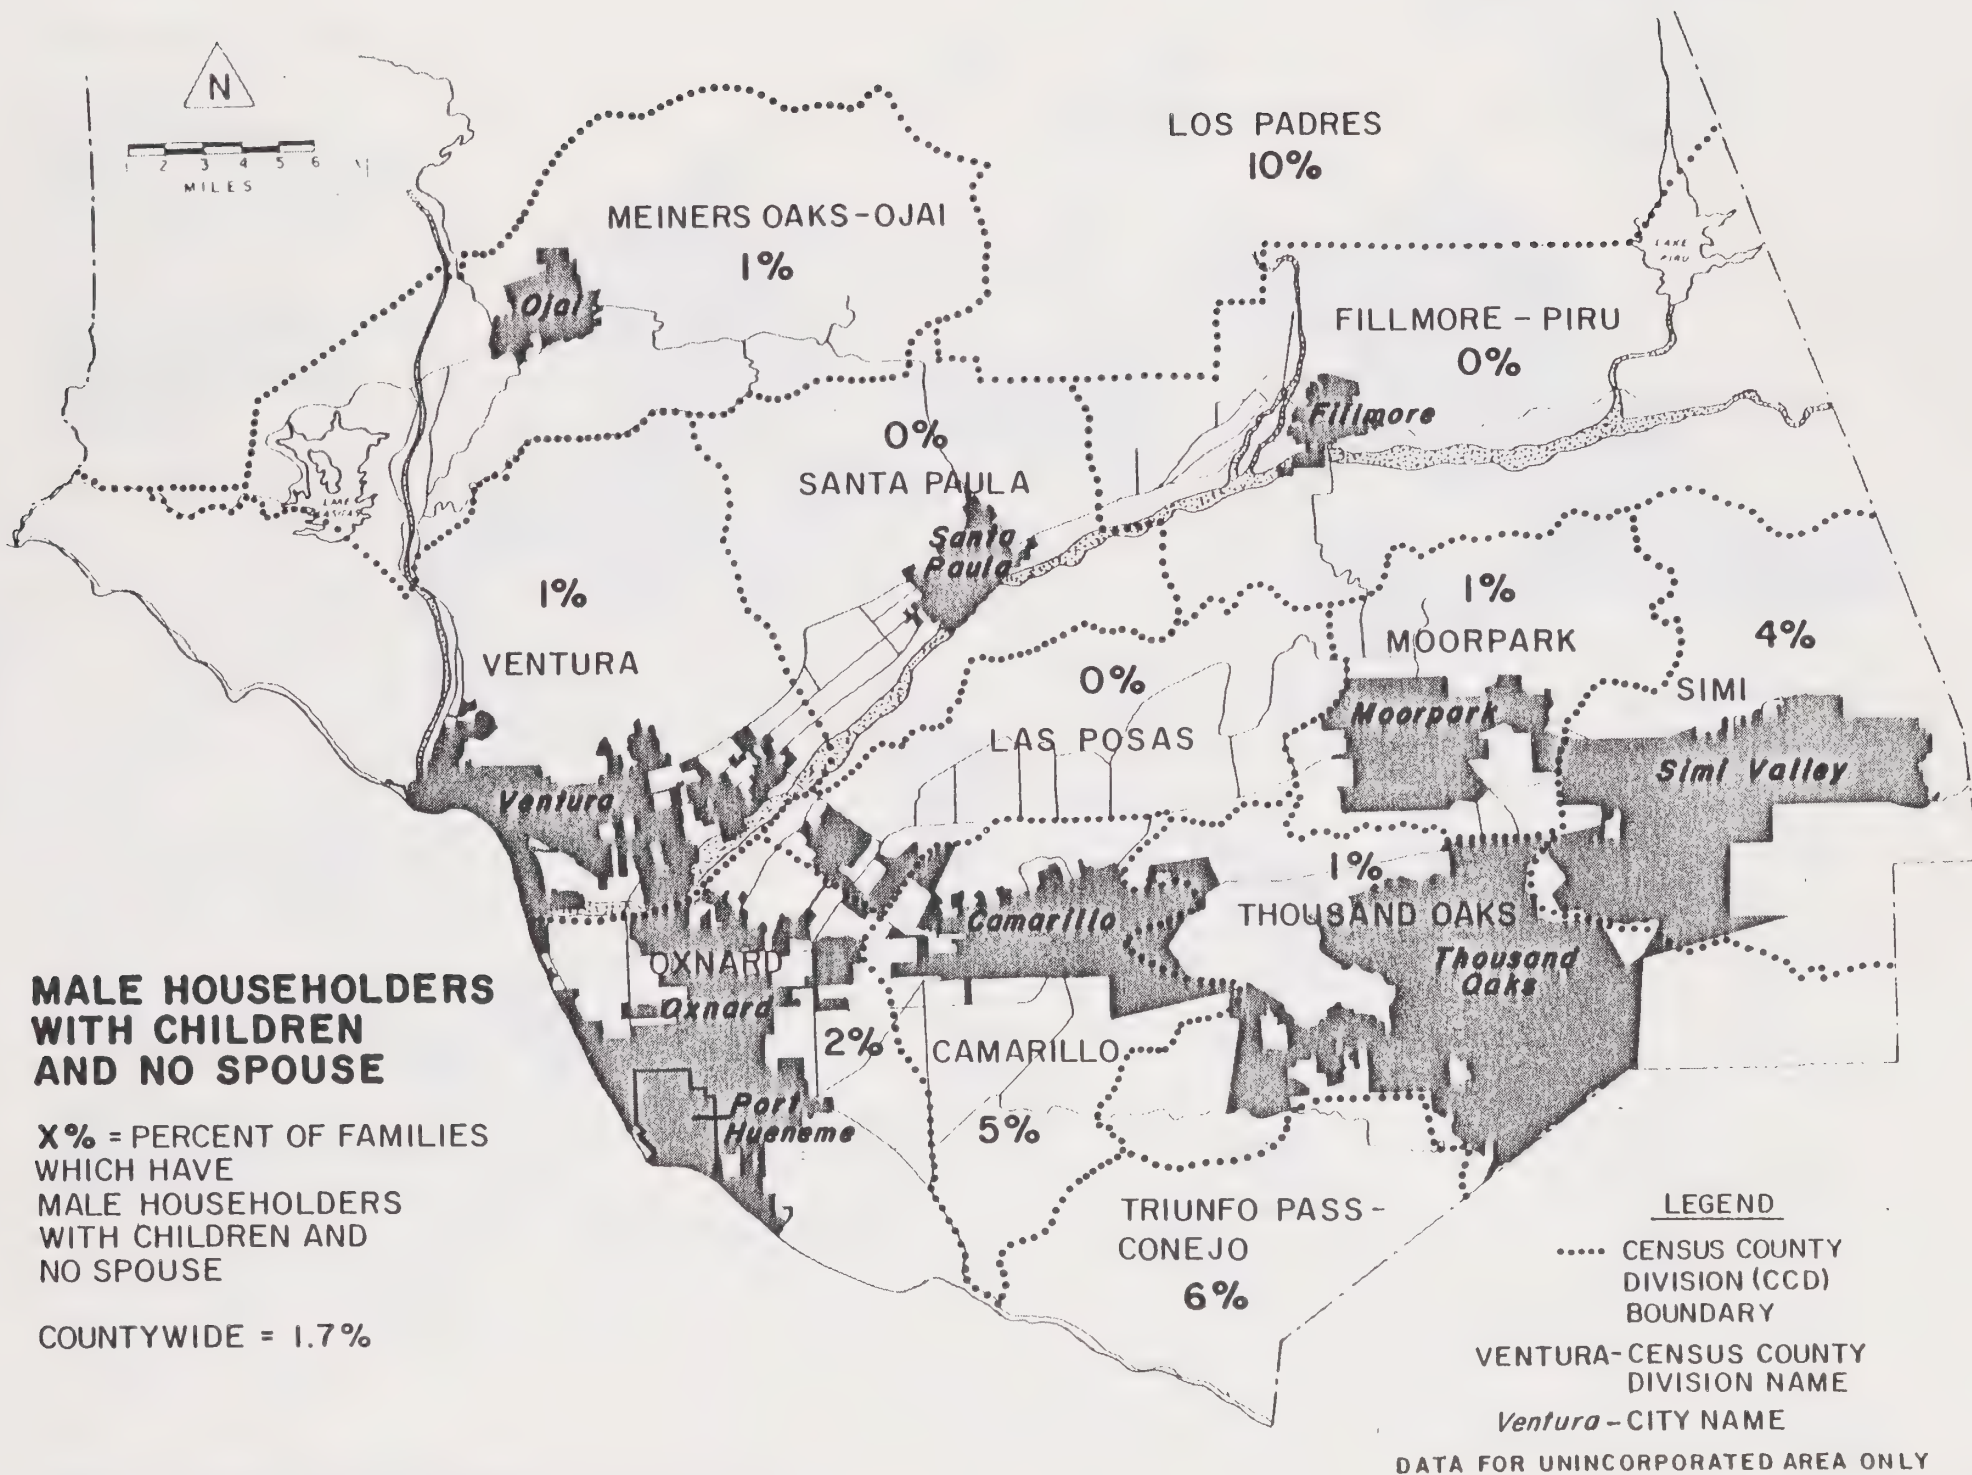 N
1 2 3 4 5 6
MILES
LOS PADRES
10%
MEINERS OAKS-OJAI
1%
LAKE
PIRU
Ojai
FILLMORE - PIRU
0%
Fillmore
0%
SANTA PAULA
LAKE
Santa
Paula
1%
VENTURA
1%
MOORPARK
4%
SIMI
0%
LAS POSAS
Moorpark
Simi Valley
Ventura
1%
THOUSAND OAKS
Camarillo
Thousand
Oaks
OXNARD
Oxnard
2%
CAMARILLO
5%
Port
Hueneme
TRIUNFO PASS-
CONEJO
6%
MALE HOUSEHOLDERS
WITH CHILDREN
AND NO SPOUSE
X% = PERCENT OF FAMILIES
WHICH HAVE
MALE HOUSEHOLDERS
WITH CHILDREN AND
NO SPOUSE
COUNTYWIDE = 1.7%
LEGEND
..... CENSUS COUNTY
DIVISION (CCD)
BOUNDARY
VENTURA- CENSUS COUNTY
DIVISION NAME
Ventura - CITY NAME
DATA FOR UNINCORPORATED AREA ONLY